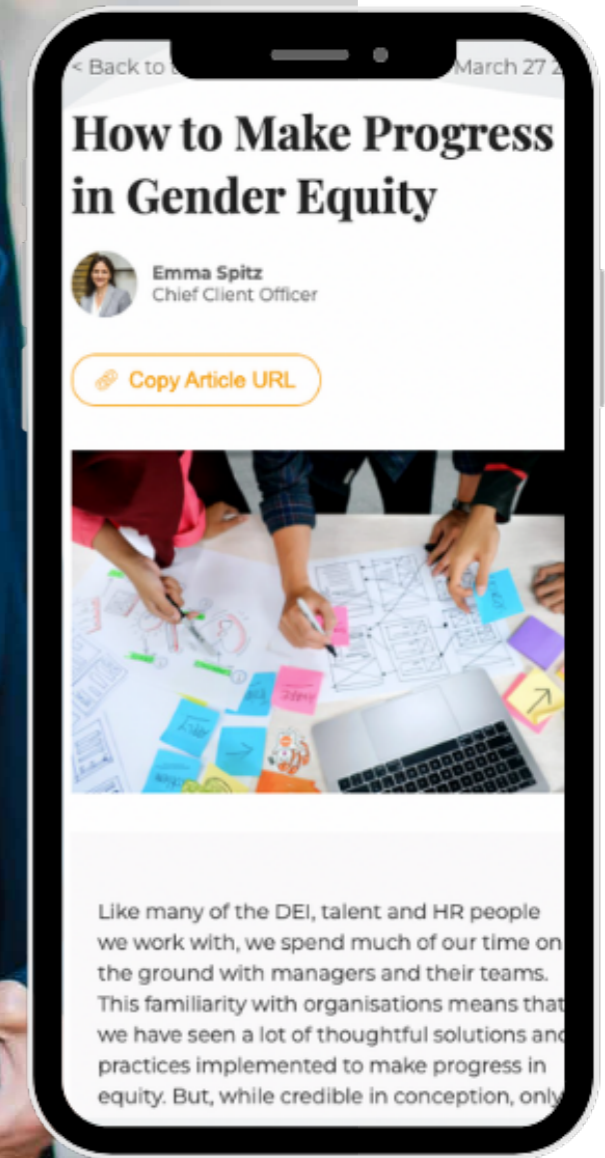 < Back to
March 27 2
How to Make Progress
in Gender Equity
Emma Spitz
Chief Client Officer
Copy Article URL
Like many of the DEI, talent and HR people
we work with, we spend much of our time on
the ground with managers and their teams.
This familiarity with organisations means that
we have seen a lot of thoughtful solutions and
practices implemented to make progress in
equity. But, while credible in conception, only